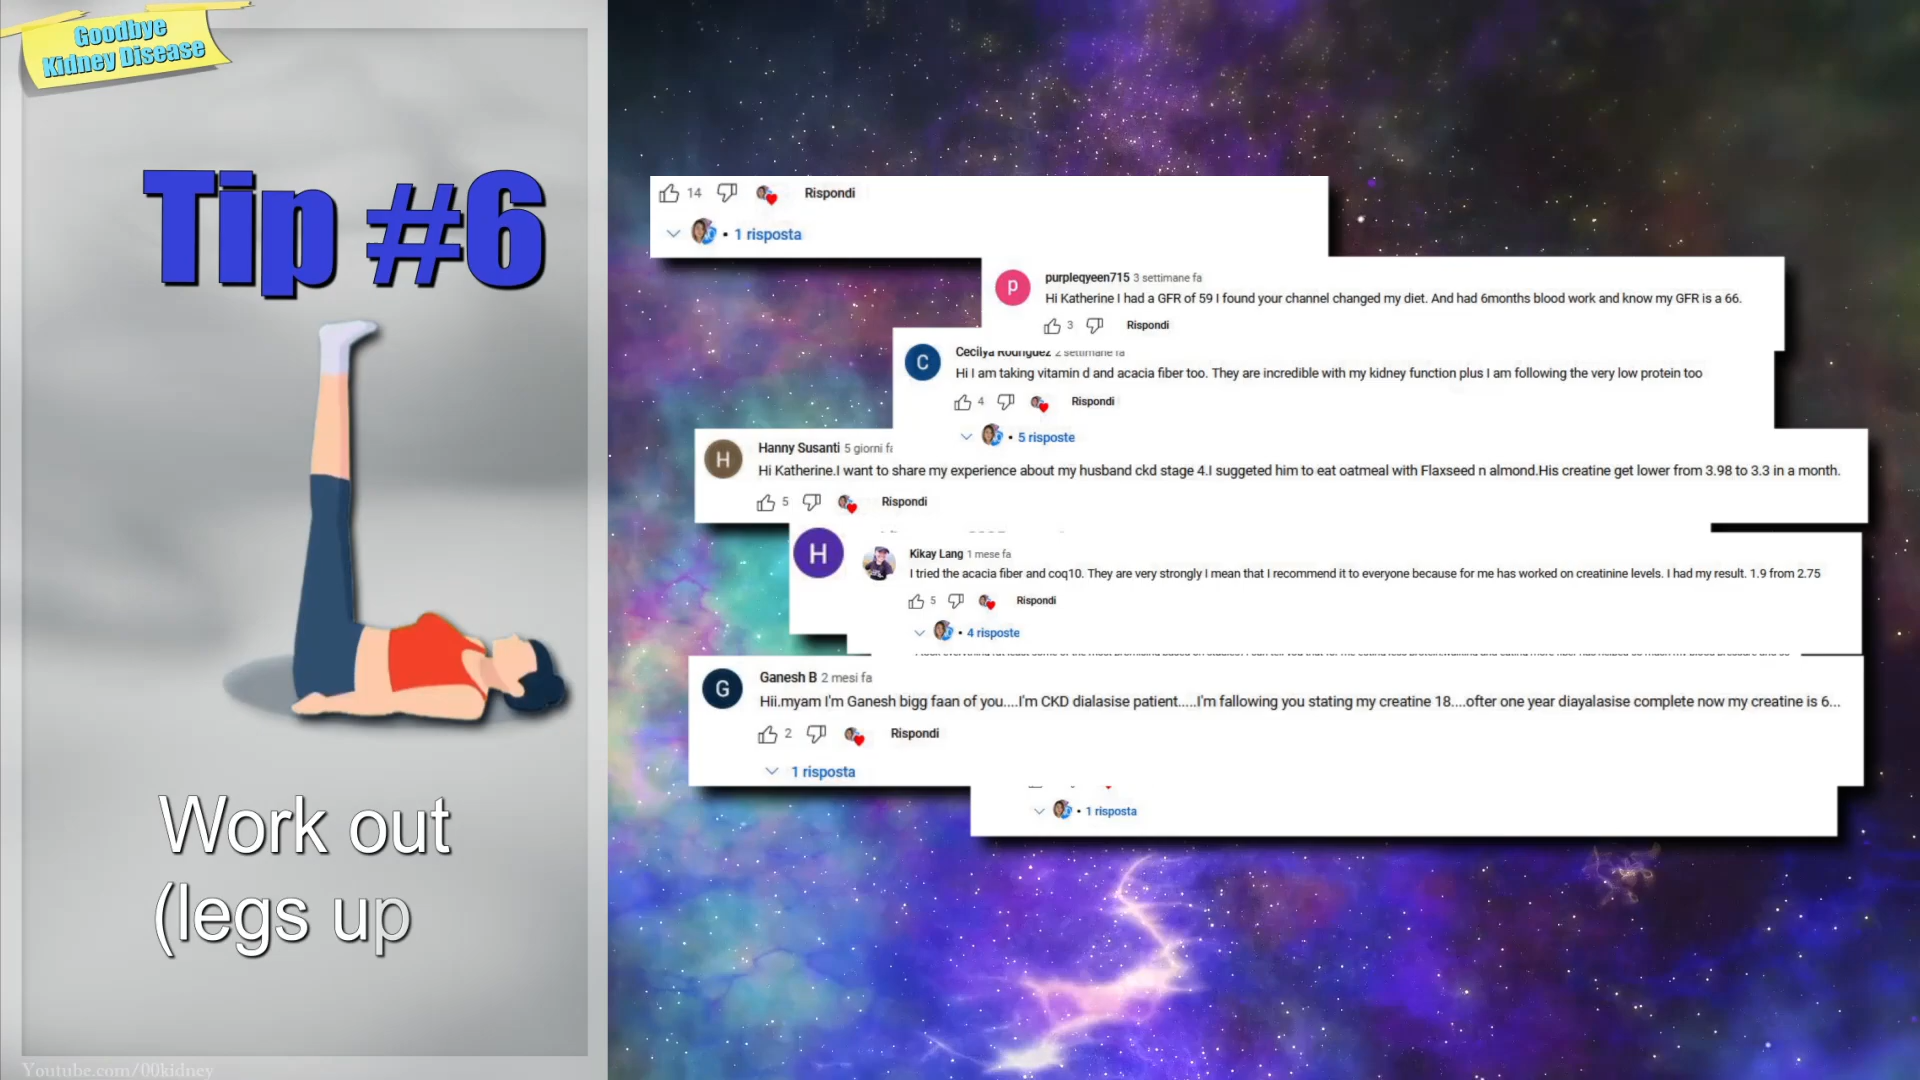 Goodbye
Kidney Disease
Tip #6
Work out
(legs up
Youtube.com/00kidney
14
Rispondi
• 1 risposta
P
purpleqyeen715 3 settimane fa
Hi Katherine I had a GFR of 59 I found your channel changed my diet. And had 6months blood work and know my GFR is a 66.
3
Rispondi
C
Cecilya Rodriguez 2 settimane fa
Hi I am taking vitamin d and acacia fiber too. They are incredible with my kidney function plus I am following the very low protein too
4
Rispondi
• 5 risposte
H
Hanny Susanti 5 giorni fa
Hi Katherine.I want to share my experience about my husband ckd stage 4.I suggeted him to eat oatmeal with Flaxseed n almond.His creatine get lower from 3.98 to 3.3 in a month.
5
Rispondi
H
Kikay Lang 1 mese fa
I tried the acacia fiber and coq10. They are very strongly I mean that I recommend it to everyone because for me has worked on creatinine levels. I had my result. 1.9 from 2.75
5
Rispondi
• 4 risposte
G
Ganesh B 2 mesi fa
Hii.myam I'm Ganesh bigg faan of you....I'm CKD dialasise patient.....I'm fallowing you stating my creatine 18....ofter one year diayalasise complete now my creatine is 6...
2
Rispondi
1 risposta
• 1 risposta